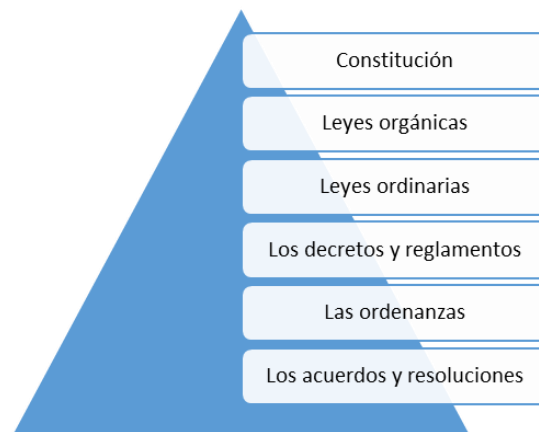 Constitución
Leyes orgánicas
Leyes ordinarias
Los decretos y reglamentos
Las ordenanzas
Los acuerdos y resoluciones